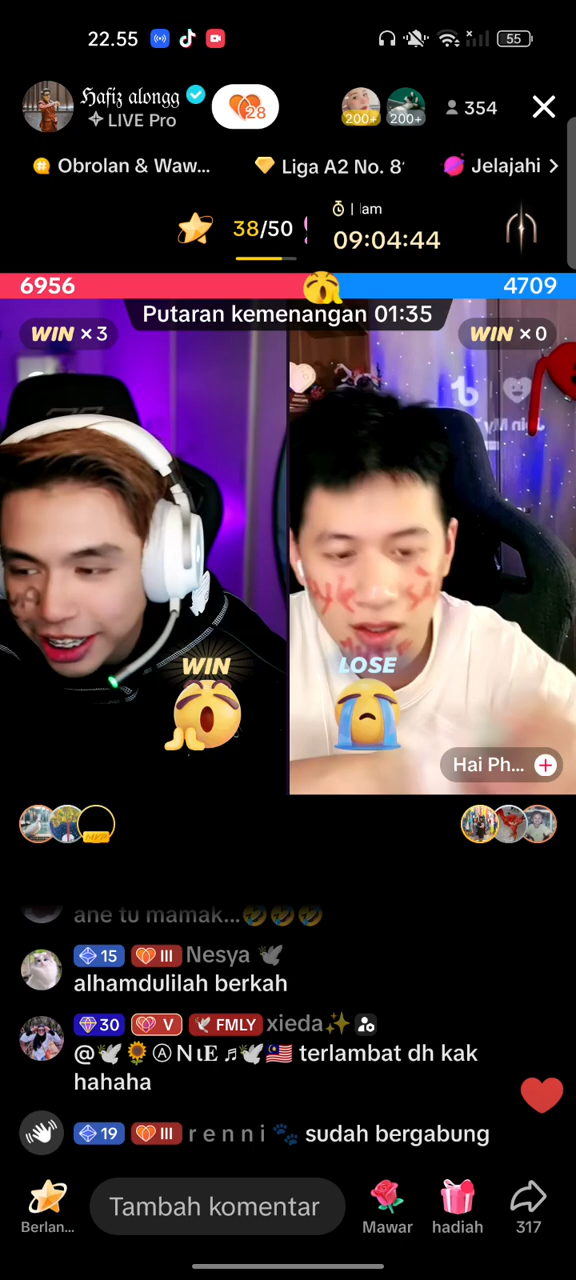 22.55
55
ℌ𝔞𝔣𝔦𝔷 𝔞𝔩𝔬𝔫𝔤𝔤
LIVE Pro
28
200+
200+
354
Obrolan & Waw...
Liga A2 No. 8
Jelajahi
38/50
09:04:44
6956
4709
Putaran kemenangan 01:35
WIN × 3
WIN × 0
WIN
LOSE
Hai Ph...
ane tu mamak...🤣🤣🤣
15 III Nesya 🕊
alhamdulilah berkah
30 V FMLY xieda✨
@🕊🌻ⒶNɩE♬🕊🇲🇾 terlambat dh kak
hahaha
19 III r e n n i 🐾 sudah bergabung
Berlan...
Tambah komentar
Mawar
hadiah
317